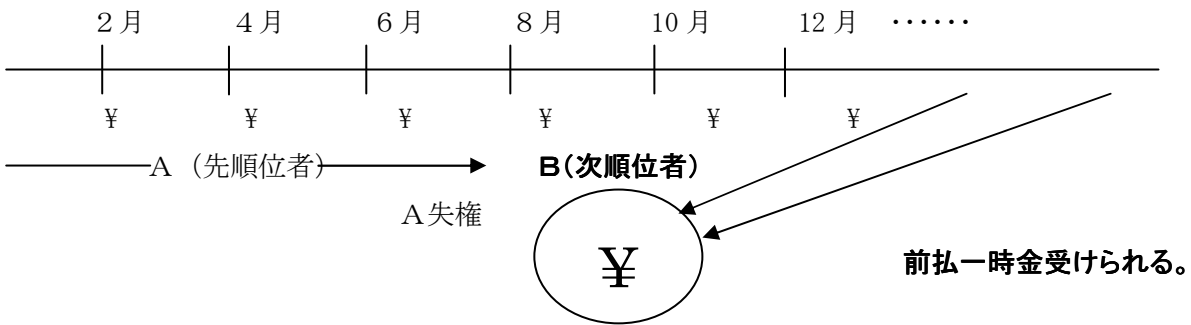 ２月 ４月 ６月 ８月 10月 12月 ‥‥‥
￥ ￥ ￥ ￥ ￥ ￥
Ａ（先順位者） Ｂ（次順位者）
Ａ失権
￥ 前払一時金受けられる。